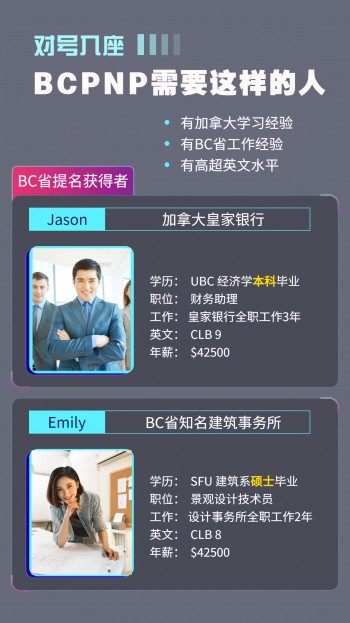 对号入座
BCPNP需要这样的人
• 有加拿大学习经验
• 有BC省工作经验
• 有高超英文水平
BC省提名获得者
Jason 加拿大皇家银行
学历： UBC 经济学本科毕业
职位： 财务助理
工作： 皇家银行全职工作3年
英文： CLB 9
年薪： $42500
Emily BC省知名建筑事务所
学历： SFU 建筑系硕士毕业
职位： 景观设计技术员
工作： 设计事务所全职工作2年
英文： CLB 8
年薪： $42500